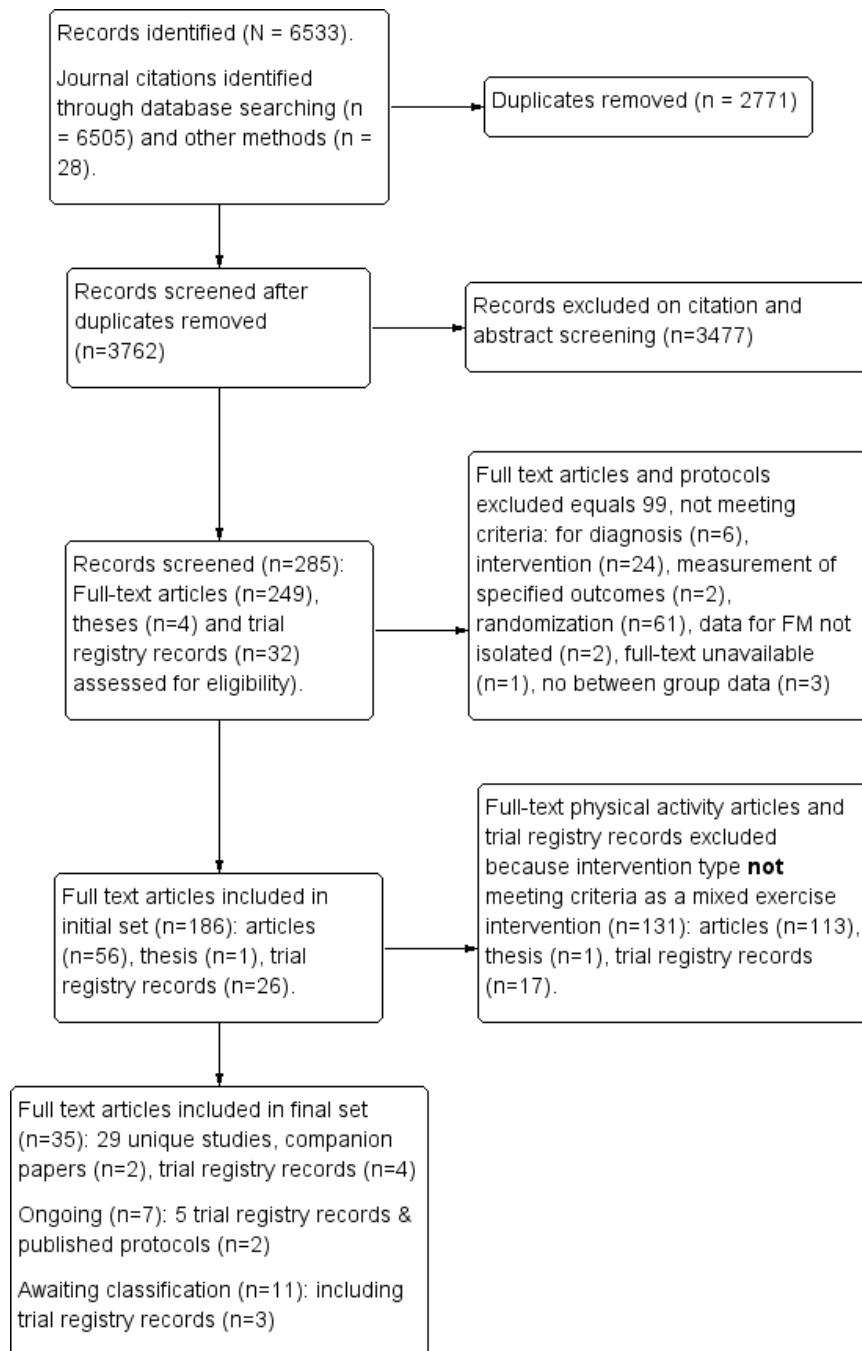 Records identified (N = 6533).
Journal citations identified
through database searching (n
= 6505) and other methods (n =
28).
Duplicates removed (n = 2771)
Records screened after
duplicates removed
(n=3762)
Records excluded on citation and
abstract screening (n=3477)
Records screened (n=285):
Full-text articles (n=249),
theses (n=4) and trial
registry records (n=32)
assessed for eligibility).
Full text articles and protocols
excluded equals 99, not meeting
criteria: for diagnosis (n=6),
intervention (n=24), measurement of
specified outcomes (n=2),
randomization (n=61), data for FM not
isolated (n=2), full-text unavailable
(n=1), no between group data (n=3)
Full text articles included in
initial set (n=186): articles
(n=56), thesis (n=1), trial
registry records (n=26).
Full-text physical activity articles and
trial registry records excluded
because intervention type not
meeting criteria as a mixed exercise
intervention (n=131): articles (n=113),
thesis (n=1), trial registry records
(n=17).
Full text articles included in final set
(n=35): 29 unique studies, companion
papers (n=2), trial registry records (n=4)
Ongoing (n=7): 5 trial registry records &
published protocols (n=2)
Awaiting classification (n=11): including
trial registry records (n=3)